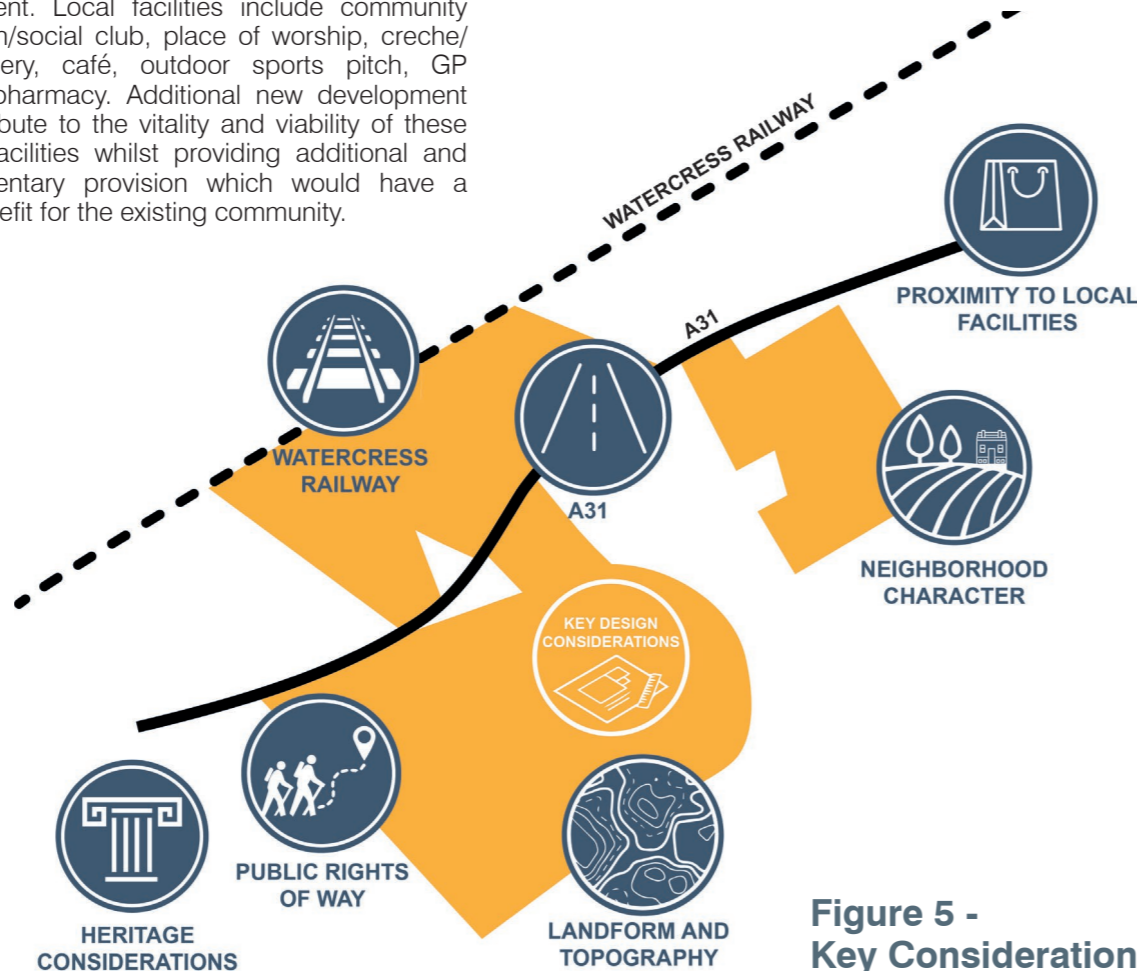 ent. Local facilities include community
n/social club, place of worship, creche/
ery, café, outdoor sports pitch, GP
pharmacy. Additional new development
bute to the vitality and viability of these
acilities whilst providing additional and
entary provision which would have a
efit for the existing community.
WATERCRESS RAILWAY
PROXIMITY TO LOCAL
FACILITIES
A31
WATERCRESS
RAILWAY
A31
NEIGHBORHOOD
CHARACTER
KEY DESIGN
CONSIDERATIONS
PUBLIC RIGHTS
OF WAY
HERITAGE
CONSIDERATIONS
LANDFORM AND
TOPOGRAPHY
Figure 5 -
Key Consideration